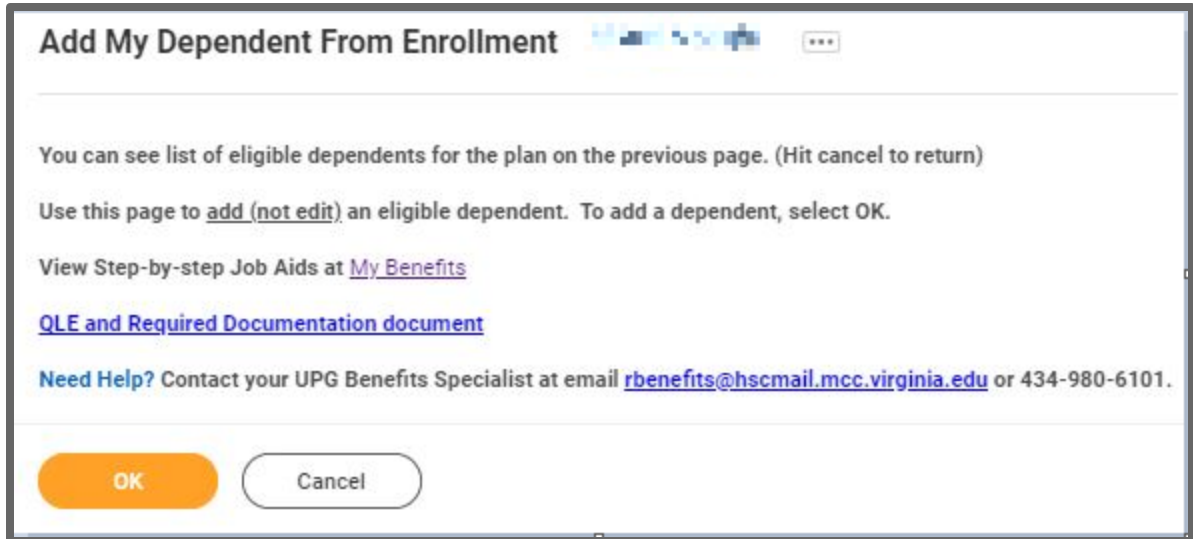 Add My Dependent From Enrollment
You can see list of eligible dependents for the plan on the previous page. (Hit cancel to return)
Use this page to add (not edit) an eligible dependent. To add a dependent, select OK.
View Step-by-step Job Aids at My Benefits
QLE and Required Documentation document
Need Help? Contact your UPG Benefits Specialist at email rbenefits@hscmail.mcc.virginia.edu or 434-980-6101.
OK Cancel